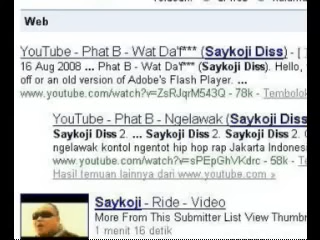 Web
YouTube - Phat B - Wat Da'f*** (Saykoji Diss) - [
16 Aug 2008 ... Phat B - Wat Da'f*** (Saykoji Diss). Hello,
off or an old version of Adobe's Flash Player. ...
www.youtube.com/watch?v=ZsRJqrM543Q - 78k - Tembolok
YouTube - Phat B - Ngelawak (Saykoji Diss)
Saykoji Diss 2. ... Saykoji Diss 2. Saykoji Diss 2. C
ngelawak kontol ngentot hip hop rap Jakarta Indones
www.youtube.com/watch?v=sPEpGhVKdrc - 58k - Te
Hasil temuan lainnya dari www.youtube.com »
Saykoji - Ride - Video
More From This Submitter List View Thumbn
1 menit 16 detik